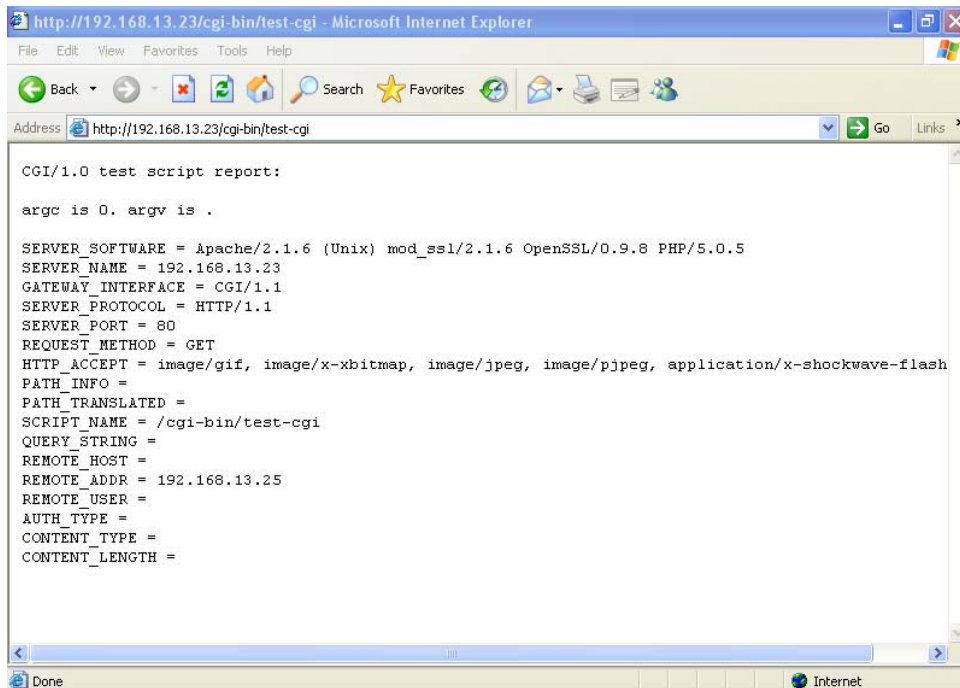 http://192.168.13.23/cgi-bin/test-cgi - Microsoft Internet Explorer
File Edit View Favorites Tools Help
Back Search Favorites
Address http://192.168.13.23/cgi-bin/test-cgi Go Links
CGI/1.0 test script report:
argc is 0. argv is .
SERVER_SOFTWARE = Apache/2.1.6 (Unix) mod_ssl/2.1.6 OpenSSL/0.9.8 PHP/5.0.5
SERVER_NAME = 192.168.13.23
GATEWAY_INTERFACE = CGI/1.1
SERVER_PROTOCOL = HTTP/1.1
SERVER_PORT = 80
REQUEST_METHOD = GET
HTTP_ACCEPT = image/gif, image/x-xbitmap, image/jpeg, image/pjpeg, application/x-shockwave-flash
PATH_INFO =
PATH_TRANSLATED =
SCRIPT_NAME = /cgi-bin/test-cgi
QUERY_STRING =
REMOTE_HOST =
REMOTE_ADDR = 192.168.13.25
REMOTE_USER =
AUTH_TYPE =
CONTENT_TYPE =
CONTENT_LENGTH =
Done Internet